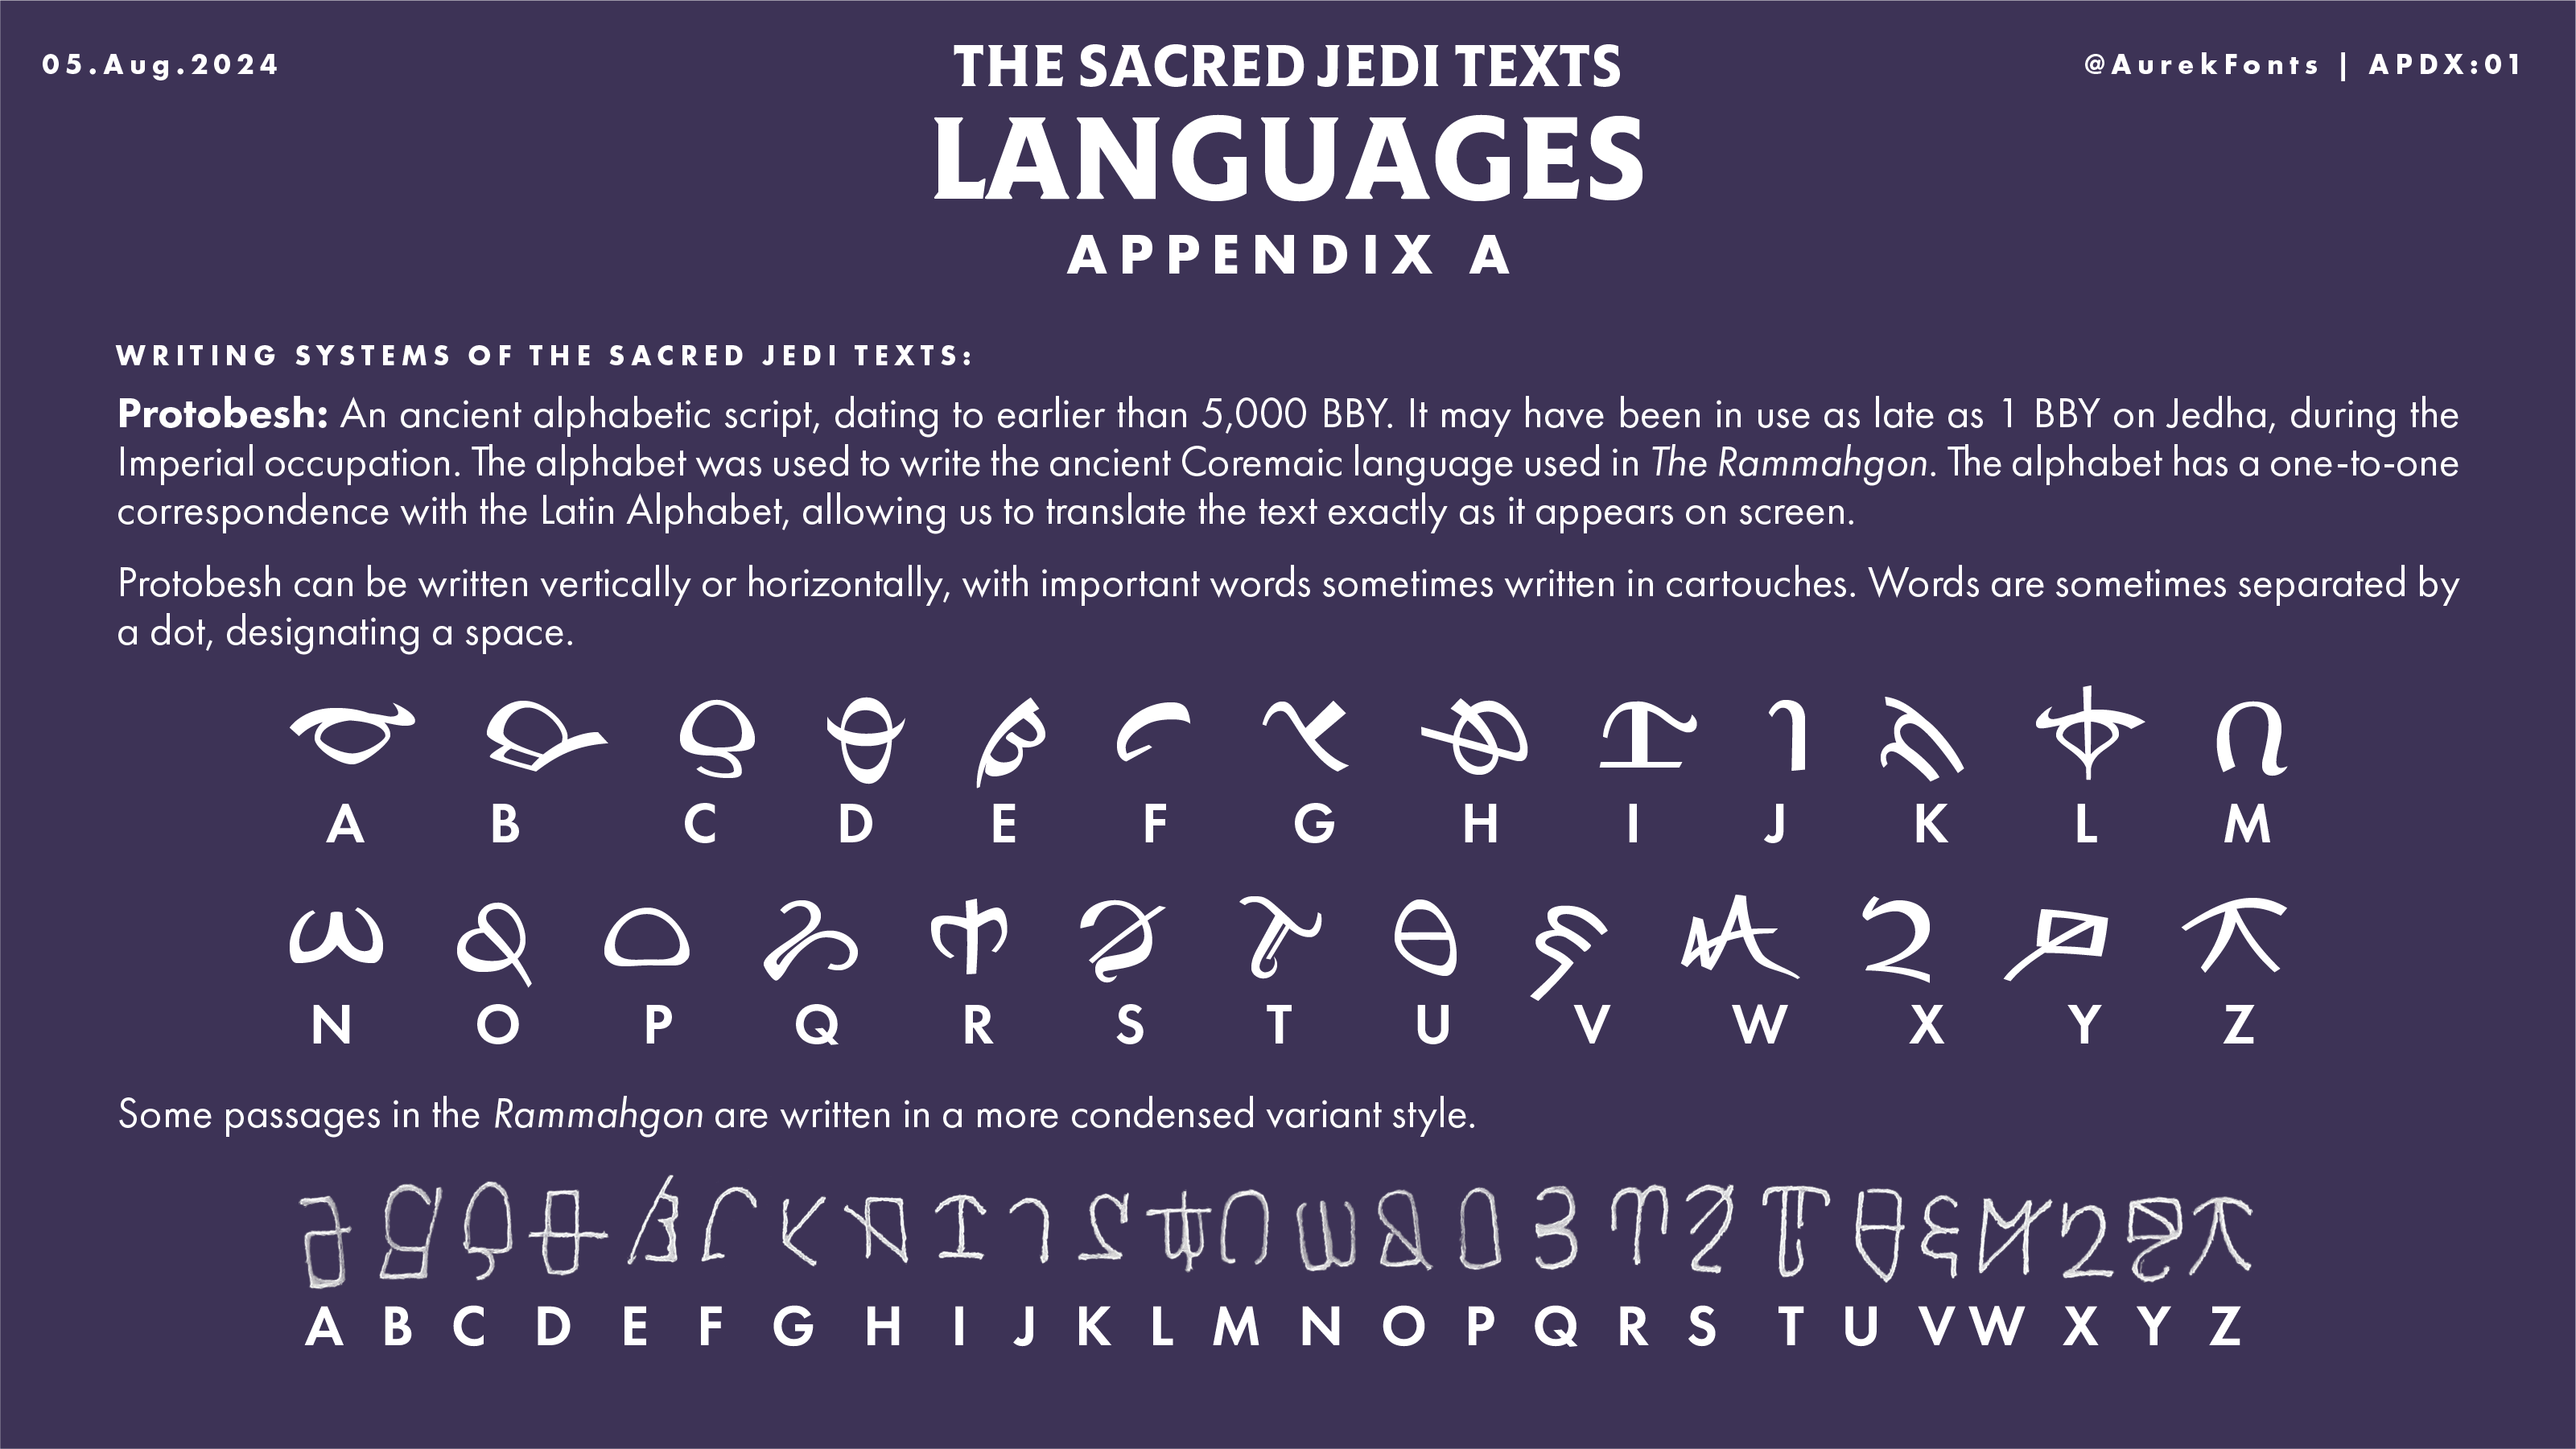 05.Aug.2024
THE SACRED JEDI TEXTS
@AurekFonts | APDX:01
LANGUAGES
APPENDIX A
WRITING SYSTEMS OF THE SACRED JEDI TEXTS:
Protobesh: An ancient alphabetic script, dating to earlier than 5,000 BBY. It may have been in use as late as 1 BBY on Jedha, during the
Imperial occupation. The alphabet was used to write the ancient Coremaic language used in The Rammahgon. The alphabet has a one-to-one
correspondence with the Latin Alphabet, allowing us to translate the text exactly as it appears on screen.
Protobesh can be written vertically or horizontally, with important words sometimes written in cartouches. Words are sometimes separated by
a dot, designating a space.
A B C D E F G H I J K L M
N O P Q R S T U V W X Y Z
Some passages in the Rammahgon are written in a more condensed variant style.
A B C D E F G H I J K L M N O P Q R S T U V W X Y Z